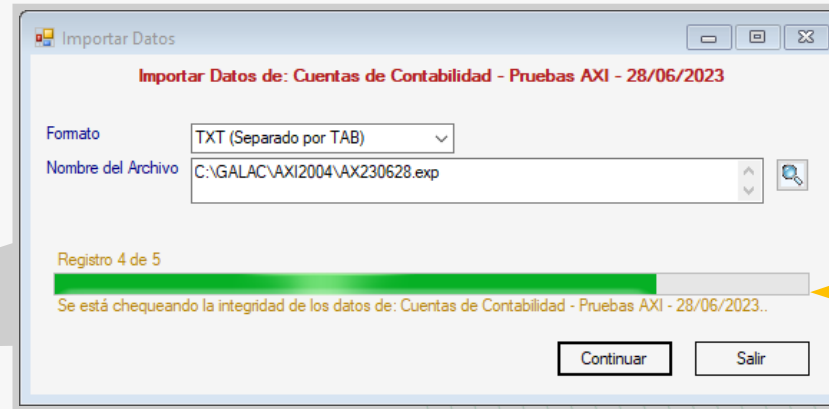 Importar Datos
Importar Datos de: Cuentas de Contabilidad - Pruebas AXI - 28/06/2023
Formato
TXT (Separado por TAB)
Nombre del Archivo
C:\GALAC\AXI2004\AX230628.exp
Registro 4 de 5
Se está chequeando la integridad de los datos de: Cuentas de Contabilidad - Pruebas AXI - 28/06/2023..
Continuar
Salir